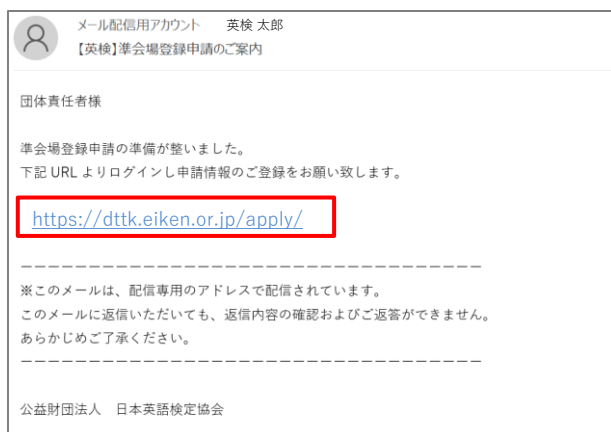 メール配信用アカウント 英検 太郎
【英検】準会場登録申請のご案内
団体責任者様
準会場登録申請の準備が整いました。
下記 URL よりログインし申請情報のご登録をお願い致します。
https://dttk.eiken.or.jp/apply/
ーーーーーーーーーーーーーーーーーーーーーーーーーーーーーーーーー
※このメールは、配信専用のアドレスで配信されています。
このメールに返信いただいても、返信内容の確認およびご返答ができません。
あらかじめご了承ください。
ーーーーーーーーーーーーーーーーーーーーーーーーーーーーーーーーー
公益財団法人 日本英語検定協会